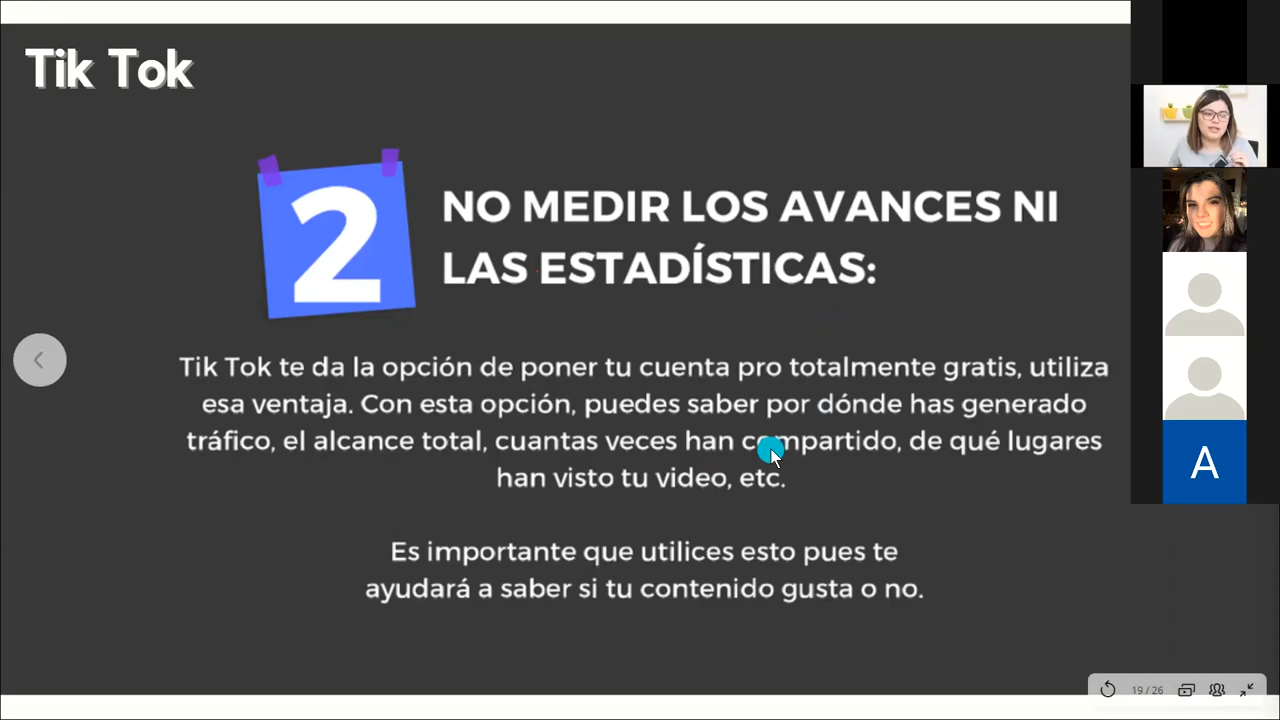 Tik Tok
2
NO MEDIR LOS AVANCES NI
LAS ESTADÍSTICAS:
Tik Tok te da la opción de poner tu cuenta pro totalmente gratis, utiliza
esa ventaja. Con esta opción, puedes saber por dónde has generado
tráfico, el alcance total, cuantas veces han compartido, de qué lugares
han visto tu video, etc.
Es importante que utilices esto pues te
ayudará a saber si tu contenido gusta o no.
A
19 / 26